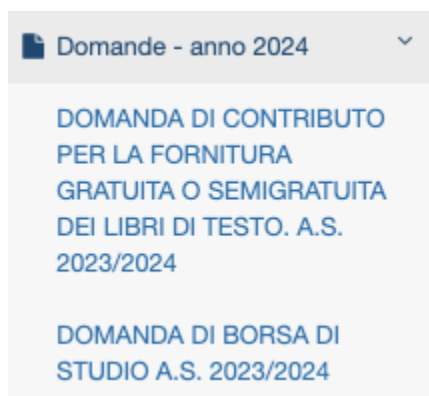 Domande - anno 2024
DOMANDA DI CONTRIBUTO
PER LA FORNITURA
GRATUITA O SEMIGRATUITA
DEI LIBRI DI TESTO. A.S.
2023/2024
DOMANDA DI BORSA DI
STUDIO A.S. 2023/2024